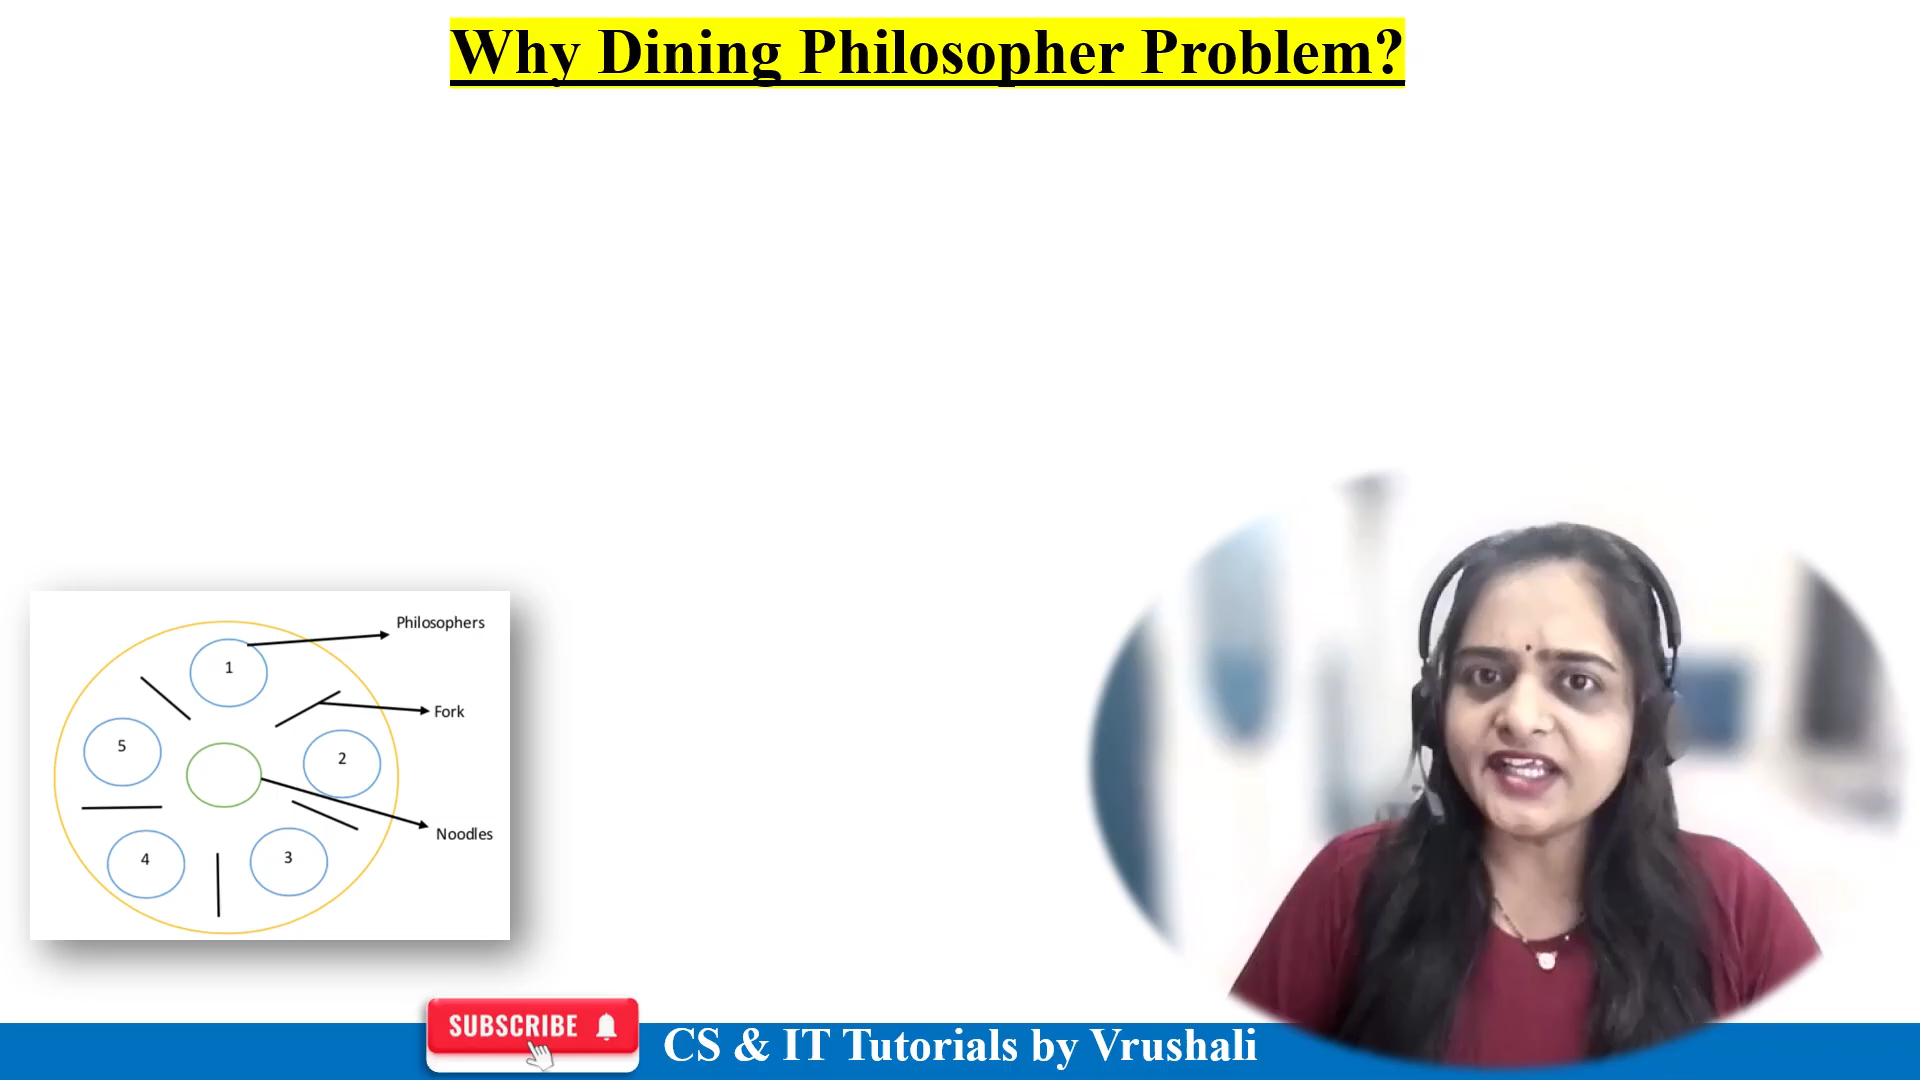 Why Dining Philosopher Problem?
Philosophers
1
Fork
5
2
Noodles
4
3
SUBSCRIBE
CS & IT Tutorials by Vrushali